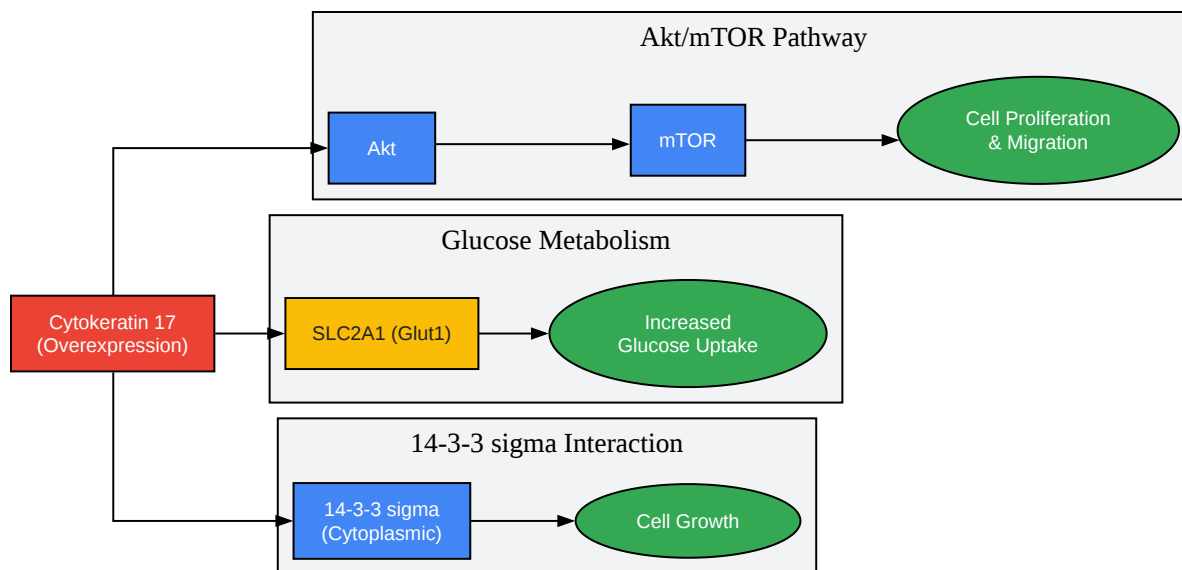 Akt/mTOR Pathway
Akt
mTOR
Cell Proliferation
& Migration
Glucose Metabolism
Cytokeratin 17
(Overexpression)
SLC2A1 (Glut1)
Increased
Glucose Uptake
14-3-3 sigma Interaction
14-3-3 sigma
(Cytoplasmic)
Cell Growth